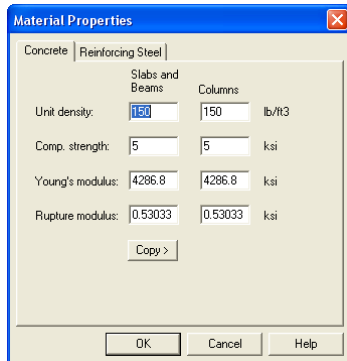 Material Properties
Concrete Reinforcing Steel
Slabs and
Beams Columns
Unit density: 150 150 lb/ft3
Comp. strength: 5 5 ksi
Young's modulus: 4286.8 4286.8 ksi
Rupture modulus: 0.53033 0.53033 ksi
Copy >
OK Cancel Help